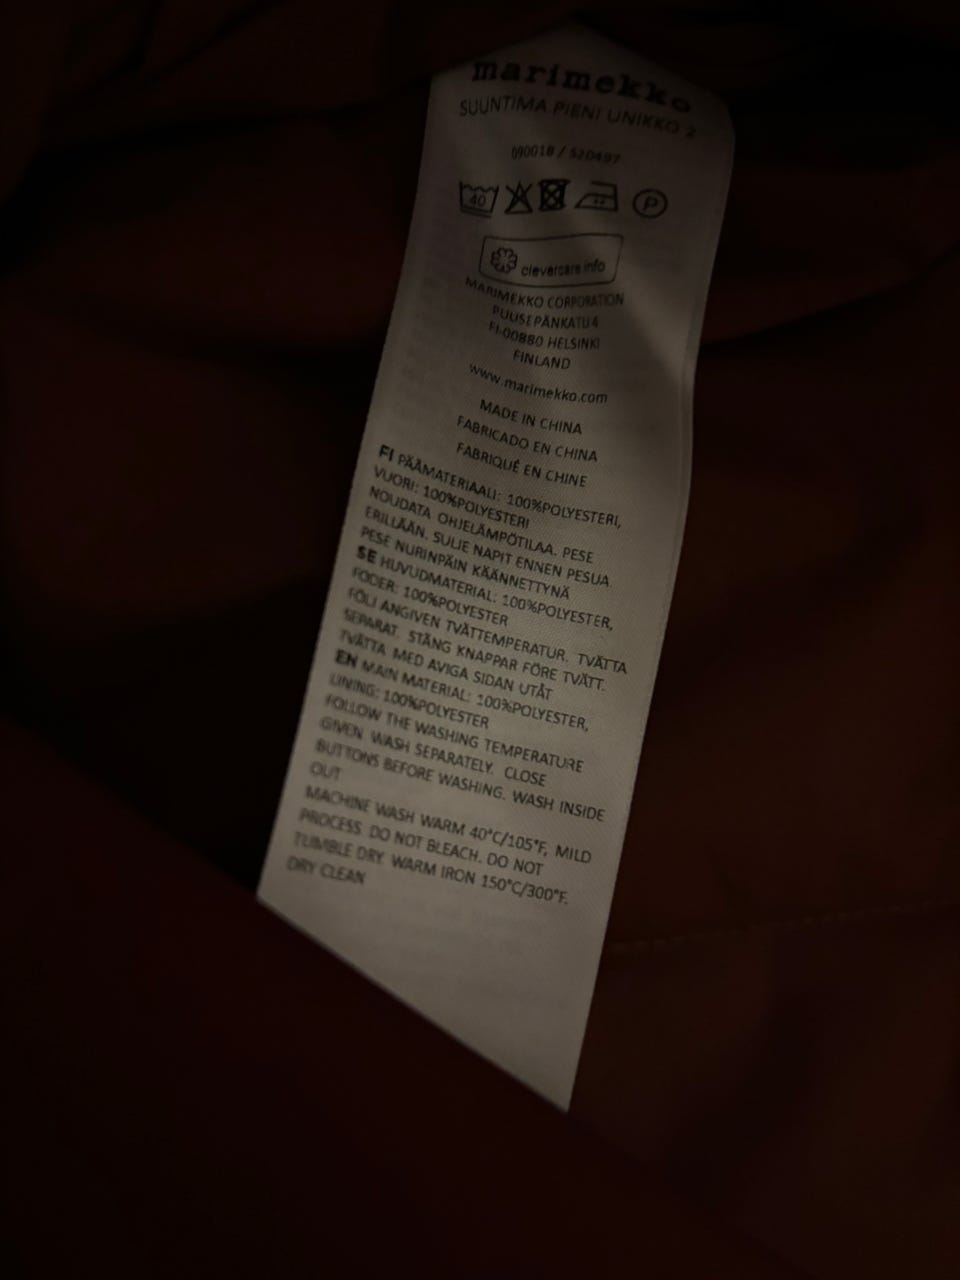 marimekko
SUUNTIMA PIENI UNIKKO 2
090018 / 520497
40 P
clevercare.info
MARIMEKKO CORPORATION
PUUSEPÄNKATU 4
FI-00880 HELSINKI
FINLAND
www.marimekko.com
MADE IN CHINA
FABRICADO EN CHINA
FABRIQUÉ EN CHINE
FI PÄÄMATERIAALI: 100%POLYESTERI,
VUORI: 100%POLYESTERI
NOUDATA OHJELÄMPÖTILAA. PESE
ERILLÄÄN. SULJE NAPIT ENNEN PESUA.
PESE NURINPÄIN KÄÄNNETTYNÄ
SE HUVUDMATERIAL: 100%POLYESTER,
FODER: 100%POLYESTER
FÖLJ ANGIVEN TVÄTTEMPERATUR. TVÄTTA
SEPARAT. STÄNG KNAPPAR FÖRE TVÄTT.
TVÄTTA MED AVIGA SIDAN UTÅT
EN MAIN MATERIAL: 100%POLYESTER,
LINING: 100%POLYESTER
FOLLOW THE WASHING TEMPERATURE
GIVEN. WASH SEPARATELY. CLOSE
BUTTONS BEFORE WASHING. WASH INSIDE
OUT
MACHINE WASH WARM 40°C/105°F, MILD
PROCESS. DO NOT BLEACH. DO NOT
TUMBLE DRY. WARM IRON 150°C/300°F.
DRY CLEAN